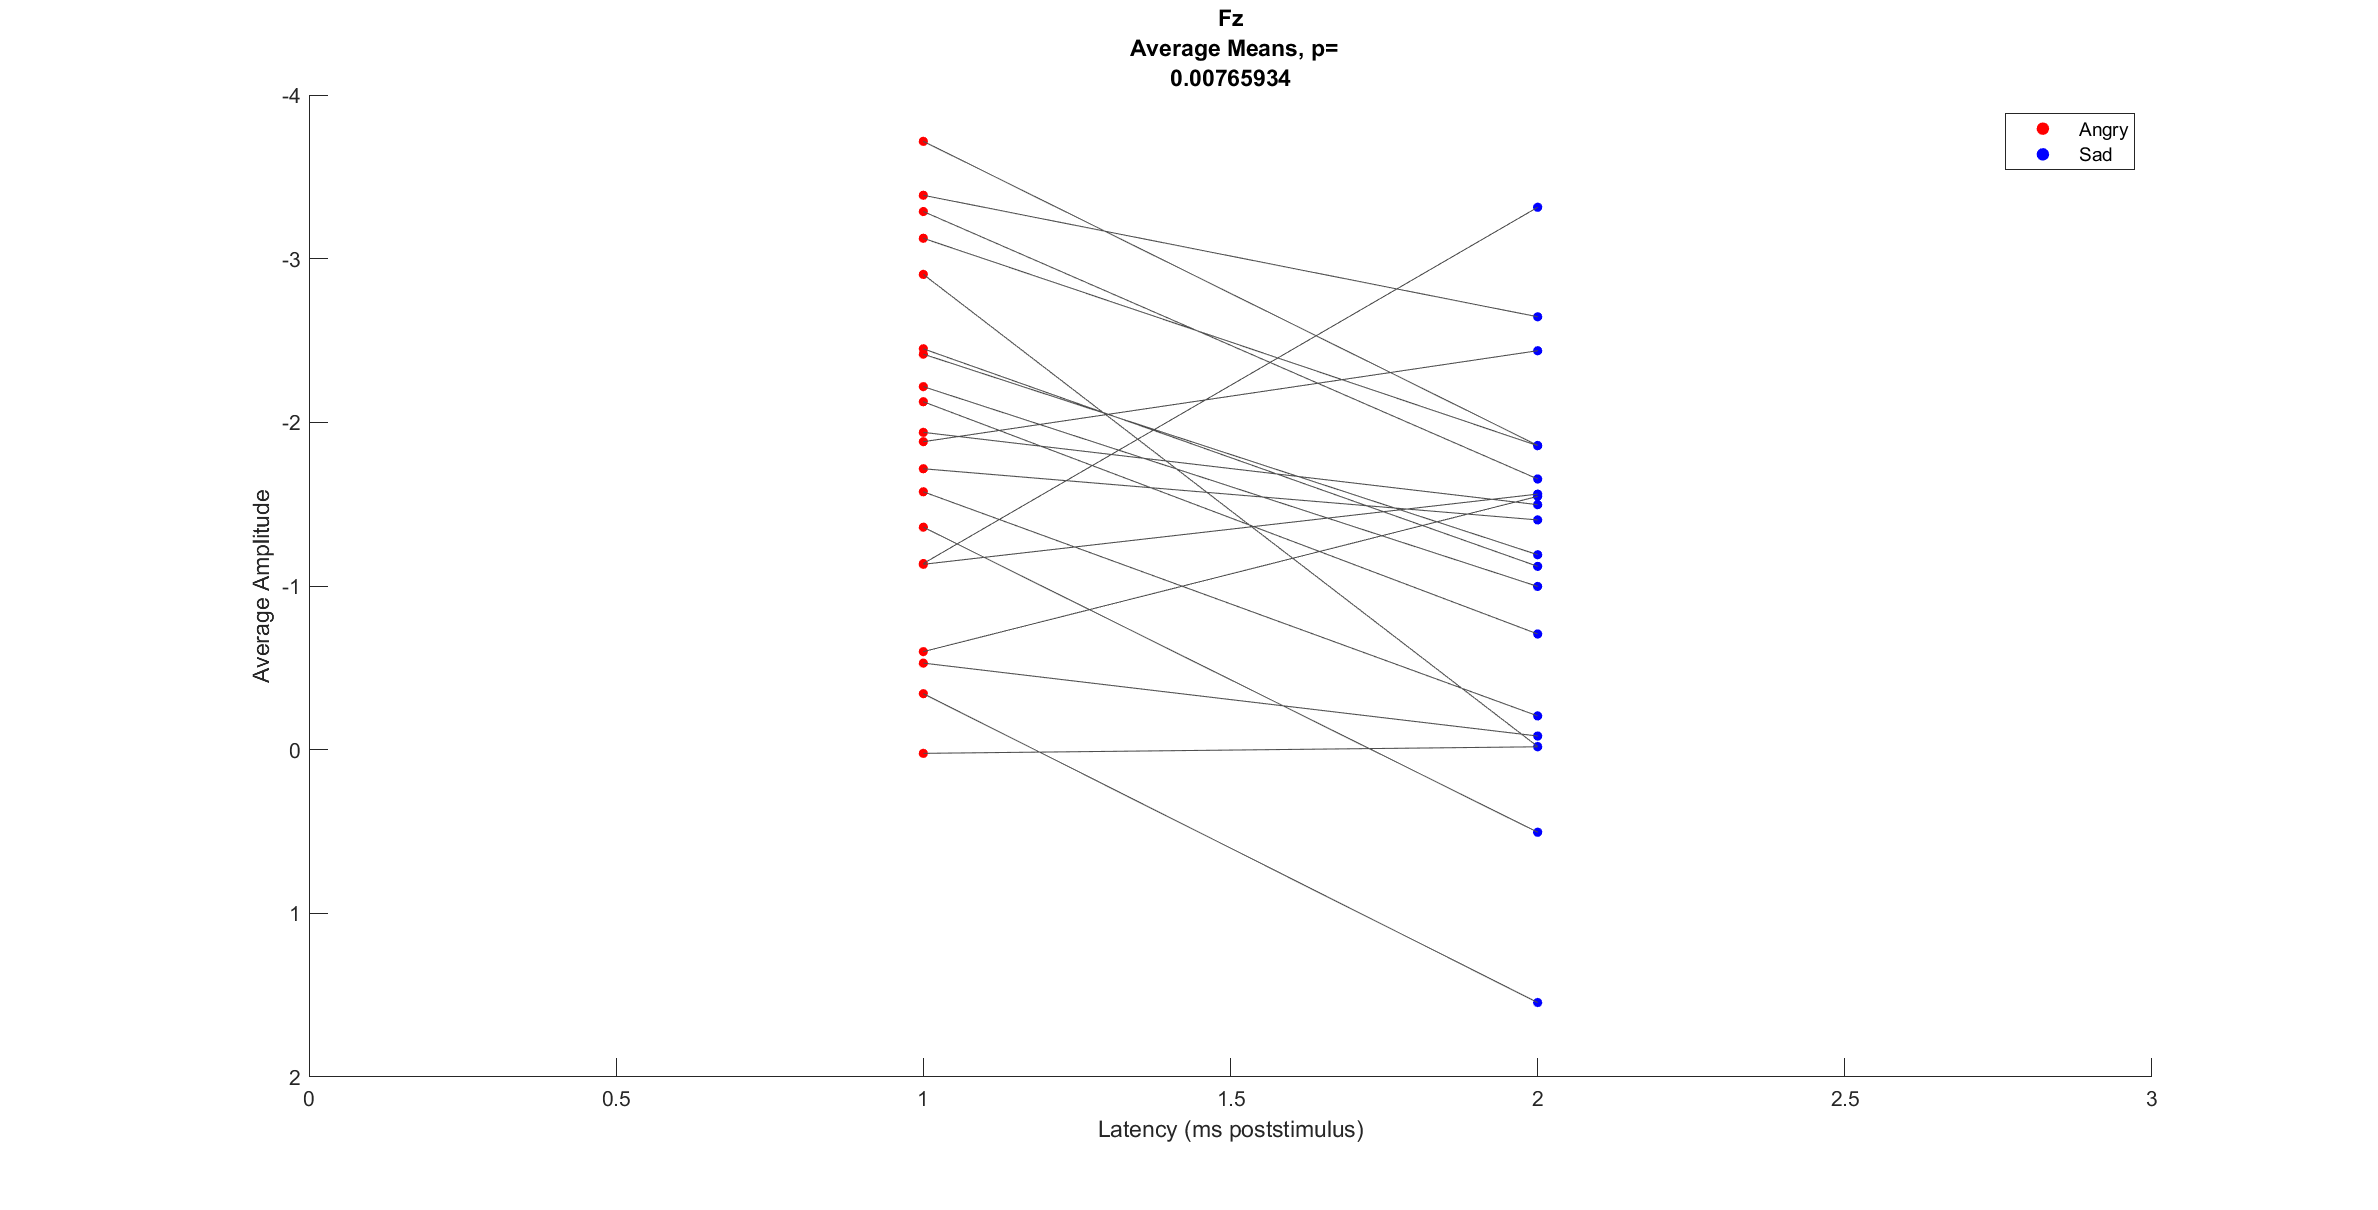 Fz
Average Means, p=
0.00765934
Angry
Sad
Average Amplitude
-4
-3
-2
-1
0
1
2
0
0.5
1
1.5
2
2.5
3
Latency (ms poststimulus)